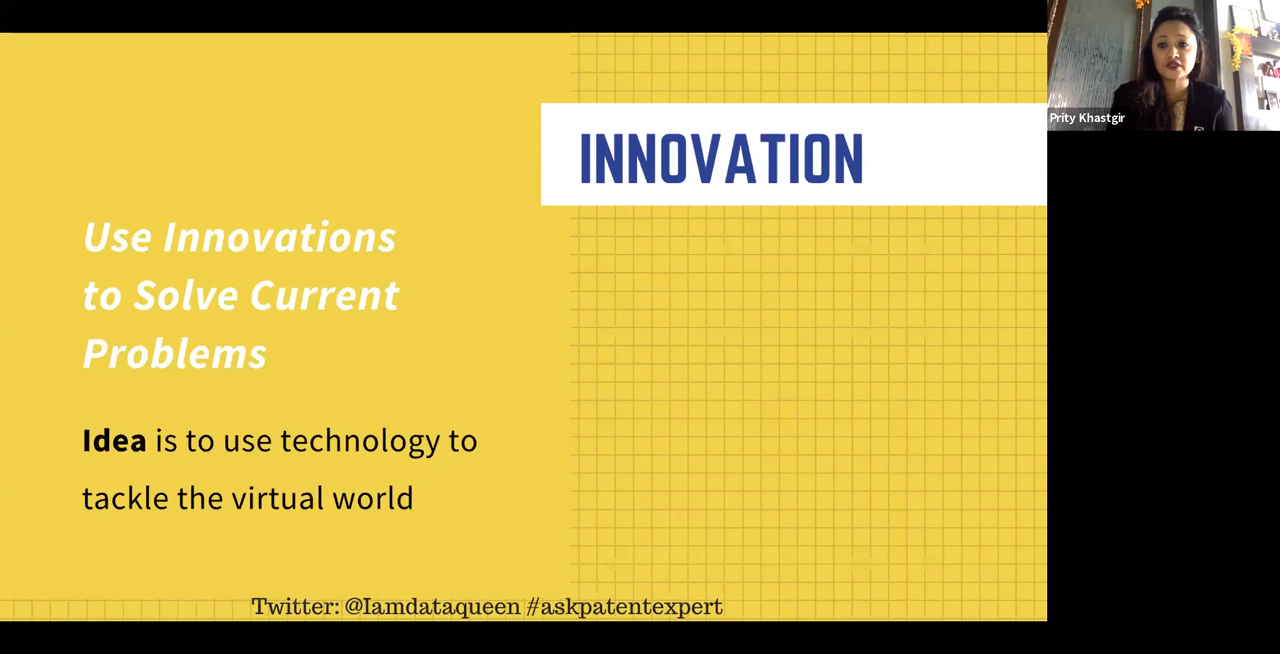 INNOVATION
Use Innovations
to Solve Current
Problems
Idea is to use technology to
tackle the virtual world
Twitter: @Iamdataqueen #askpatentexpert
Prity Khastgir